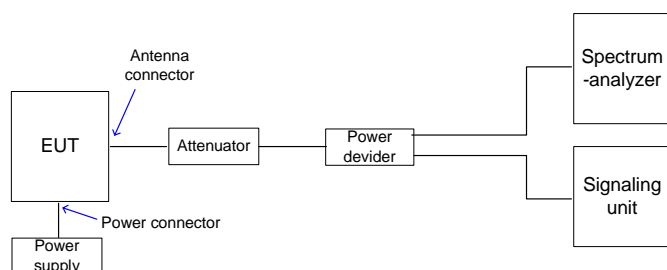 Antenna
connector
EUT
Attenuator
Power
devider
Spectrum
-analyzer
Signaling
unit
Power connector
Power
supply